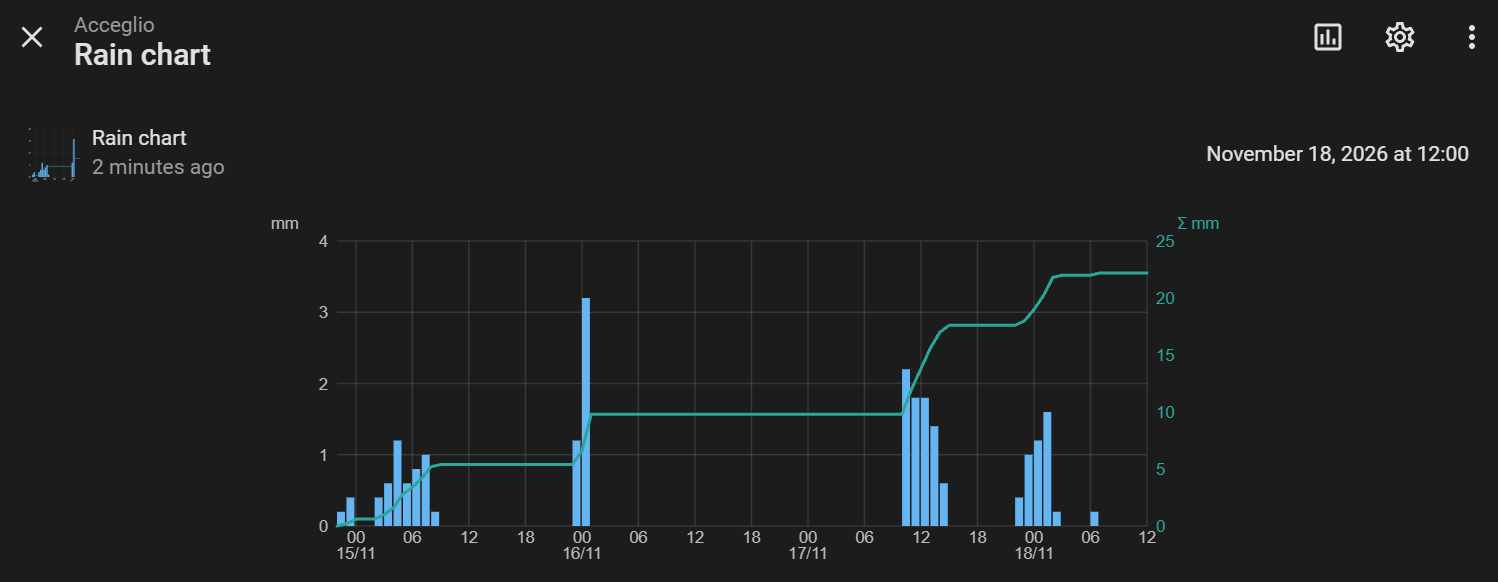 Acceglio
Rain chart
Rain chart
2 minutes ago
November 18, 2026 at 12:00
mm
Σ mm
4
25
3
20
15
2
10
1
5
0
0
00 06 12 18 00 06 12 18 00 06 12 18 00 06 12
15/11 16/11 17/11 18/11